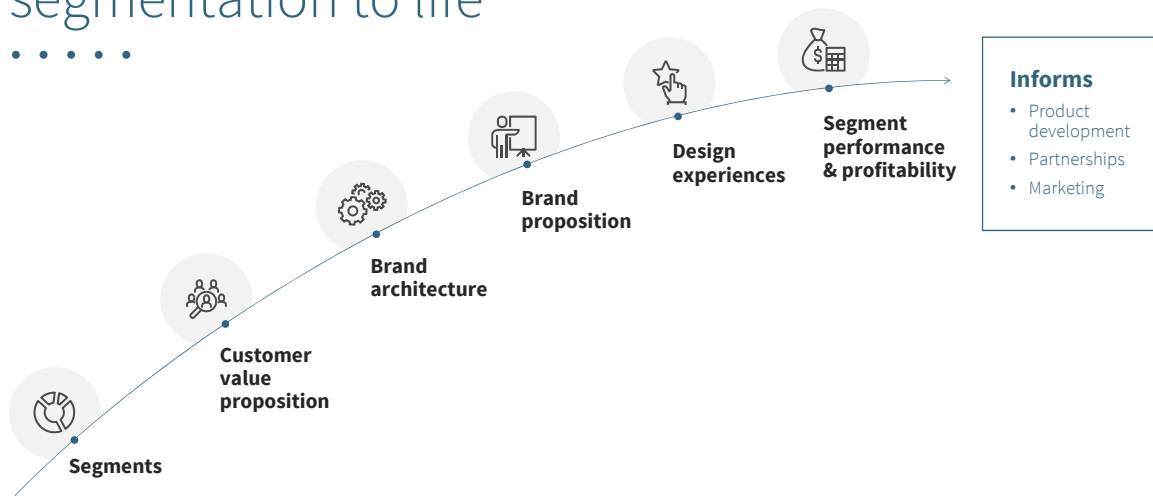 segmentation to life
Segments
Customer
value
proposition
Brand
architecture
Brand
proposition
Design
experiences
Segment
performance
& profitability
Informs
• Product
development
• Partnerships
• Marketing
$